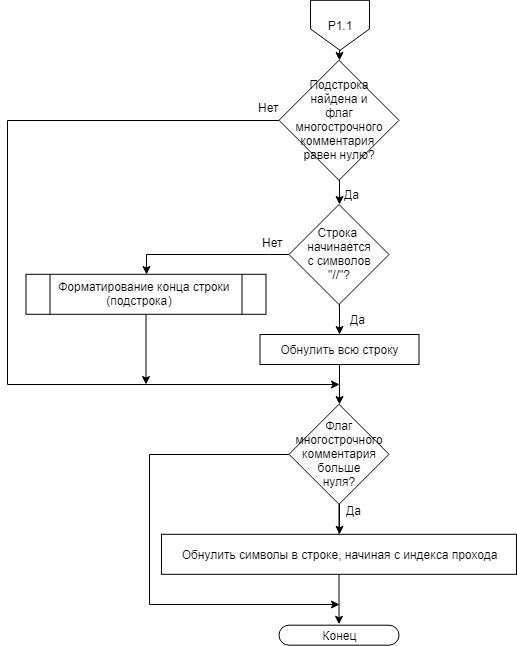 P1.1
Подстрока
найдена и
флаг
многострочного
комментария
равен нулю?
Нет
Да
Строка
начинается
с символов
"//"?
Нет
Форматирование конца строки
(подстрока)
Да
Обнулить всю строку
Флаг
многострочного
комментария
больше
нуля?
Да
Обнулить символы в строке, начиная с индекса прохода
Конец